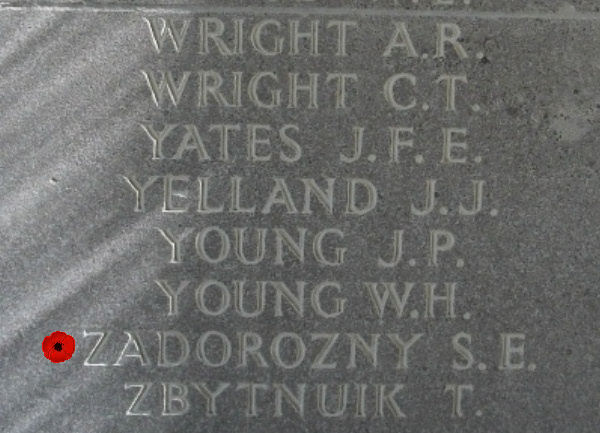 WRIGHT A.R.
WRIGHT C.T.
YATES J.F.E.
YELLAND J.J.
YOUNG J.P.
YOUNG W.H.
ZADOROZNY S.E.
ZBYTNUIK T.